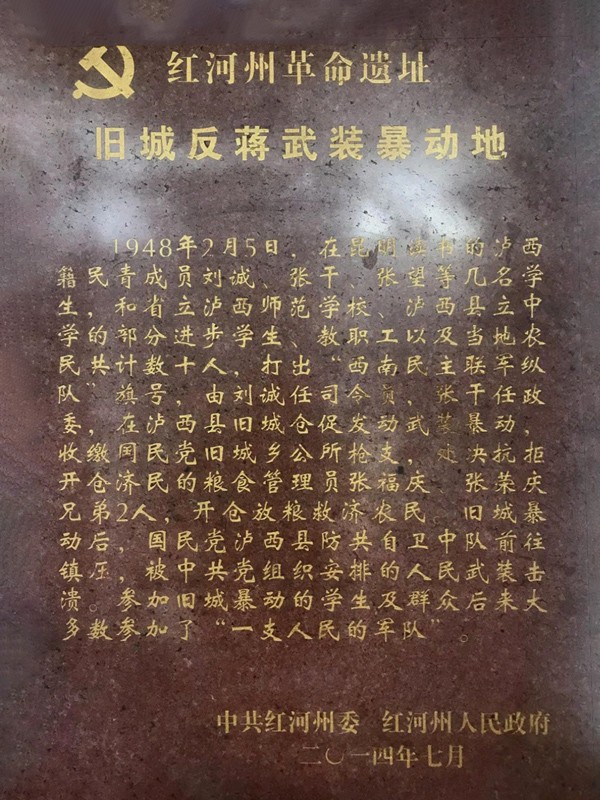 红河州革命遗址
旧城反蒋武装暴动地
1948年2月5日，在昆明读书的泸西
籍民青成员刘诚、张干、张望等几名学
生，和省立泸西师范学校、泸西县立中
学的部分进步学生、教职工以及当地农
民共计数十人，打出“西南民主联军纵
队”旗号，由刘诚任司令员，张干任政
委，在泸西县旧城仓促发动武装暴动，
收缴国民党旧城乡公所枪支，处决抗拒
开仓济民的粮食管理员张福庆 张荣庆
兄弟2人，开仓放粮救济农民 旧城暴
动后，国民党泸西县防共自卫中队前往
镇压，被中共党组织安排的人民武装击
溃。参加旧城暴动的学生及群众后来大
多数参加了“一支人民的军队”。
中共红河州委 红河州人民政府
二〇一四年七月